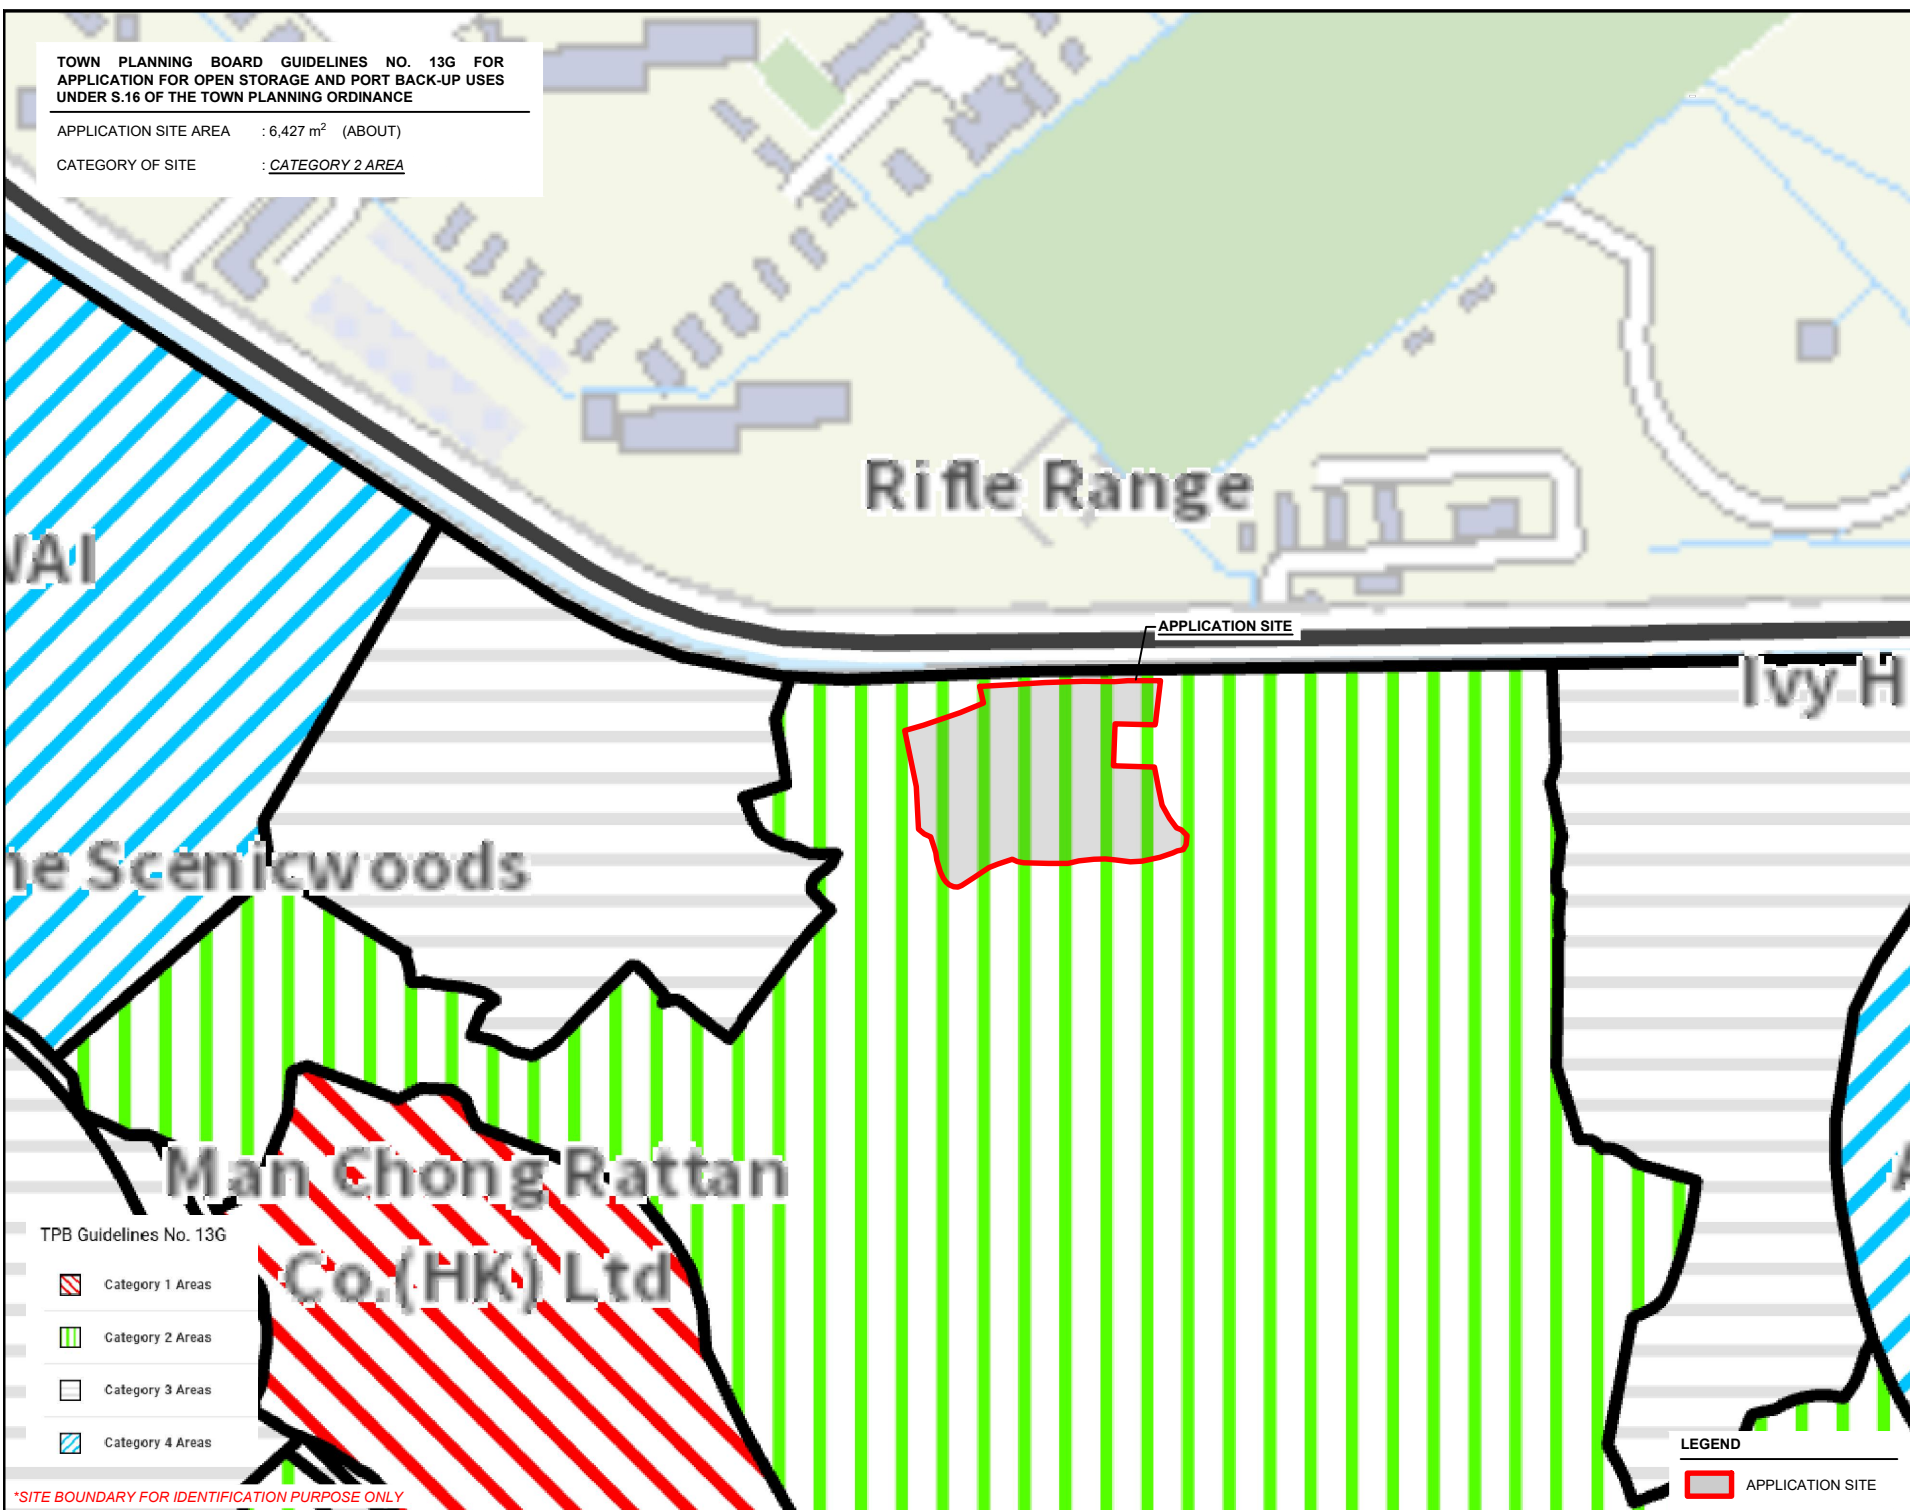 TOWN PLANNING BOARD GUIDELINES NO. 13G FOR
APPLICATION FOR OPEN STORAGE AND PORT BACK-UP USES
UNDER S.16 OF THE TOWN PLANNING ORDINANCE
APPLICATION SITE AREA : 6,427 m² (ABOUT)
CATEGORY OF SITE : CATEGORY 2 AREA
Rifle Range
WAI
APPLICATION SITE
Ivy H
ne Scenicwoods
Man Chong Rattan
Co.(HK) Ltd
A
TPB Guidelines No. 13G
Category 1 Areas
Category 2 Areas
Category 3 Areas
Category 4 Areas
*SITE BOUNDARY FOR IDENTIFICATION PURPOSE ONLY
LEGEND
APPLICATION SITE